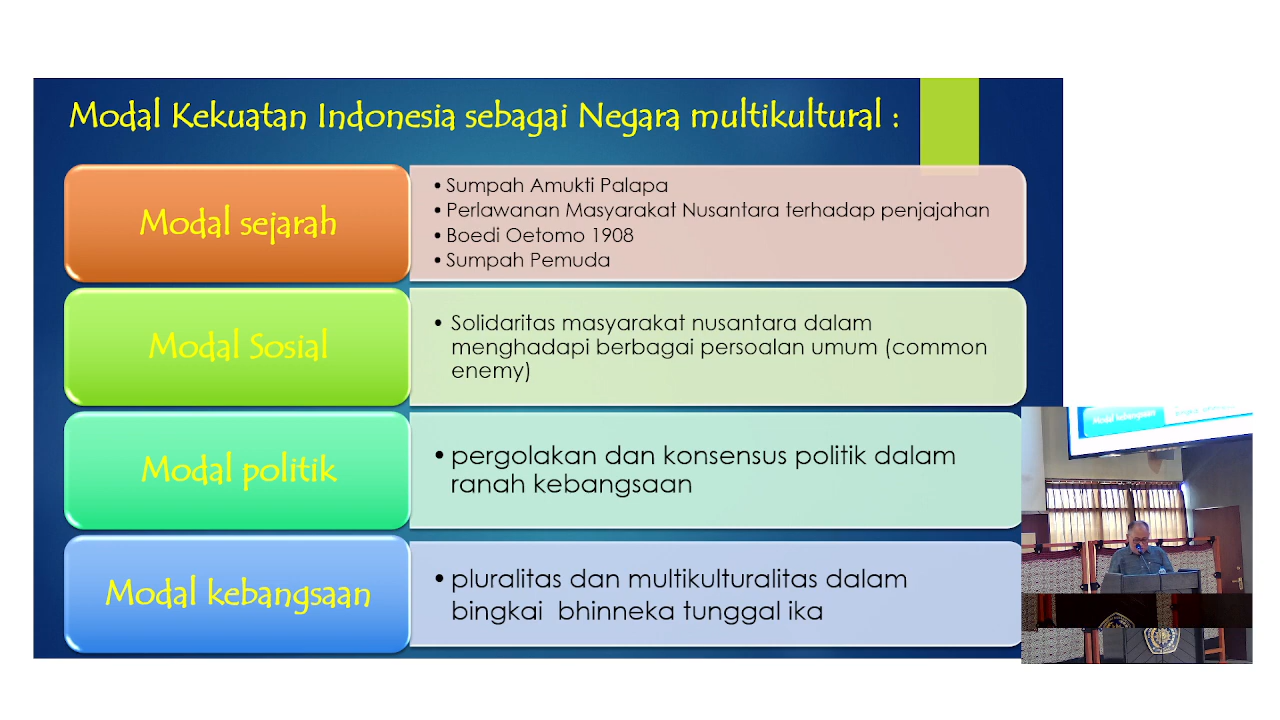 Modal Kekuatan Indonesia sebagai Negara multikultural :
Modal sejarah
• Sumpah Amukti Palapa
• Perlawanan Masyarakat Nusantara terhadap penjajahan
• Boedi Oetomo 1908
• Sumpah Pemuda
Modal Sosial
• Solidaritas masyarakat nusantara dalam
menghadapi berbagai persoalan umum (common
enemy)
Modal politik
• pergolakan dan konsensus politik dalam
ranah kebangsaan
Modal kebangsaan
• pluralitas dan multikulturalitas dalam
bingkai bhinneka tunggal ika
Modal kebangsaan